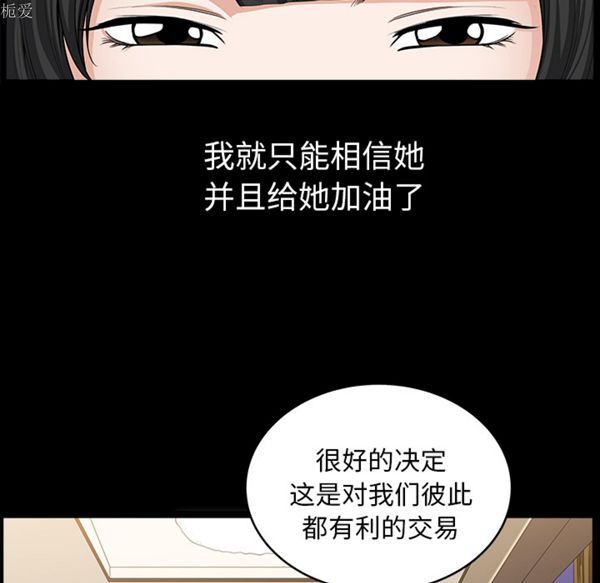 栀爱
我就只能相信她
并且给她加油了
很好的决定
这是对我们彼此
都有利的交易